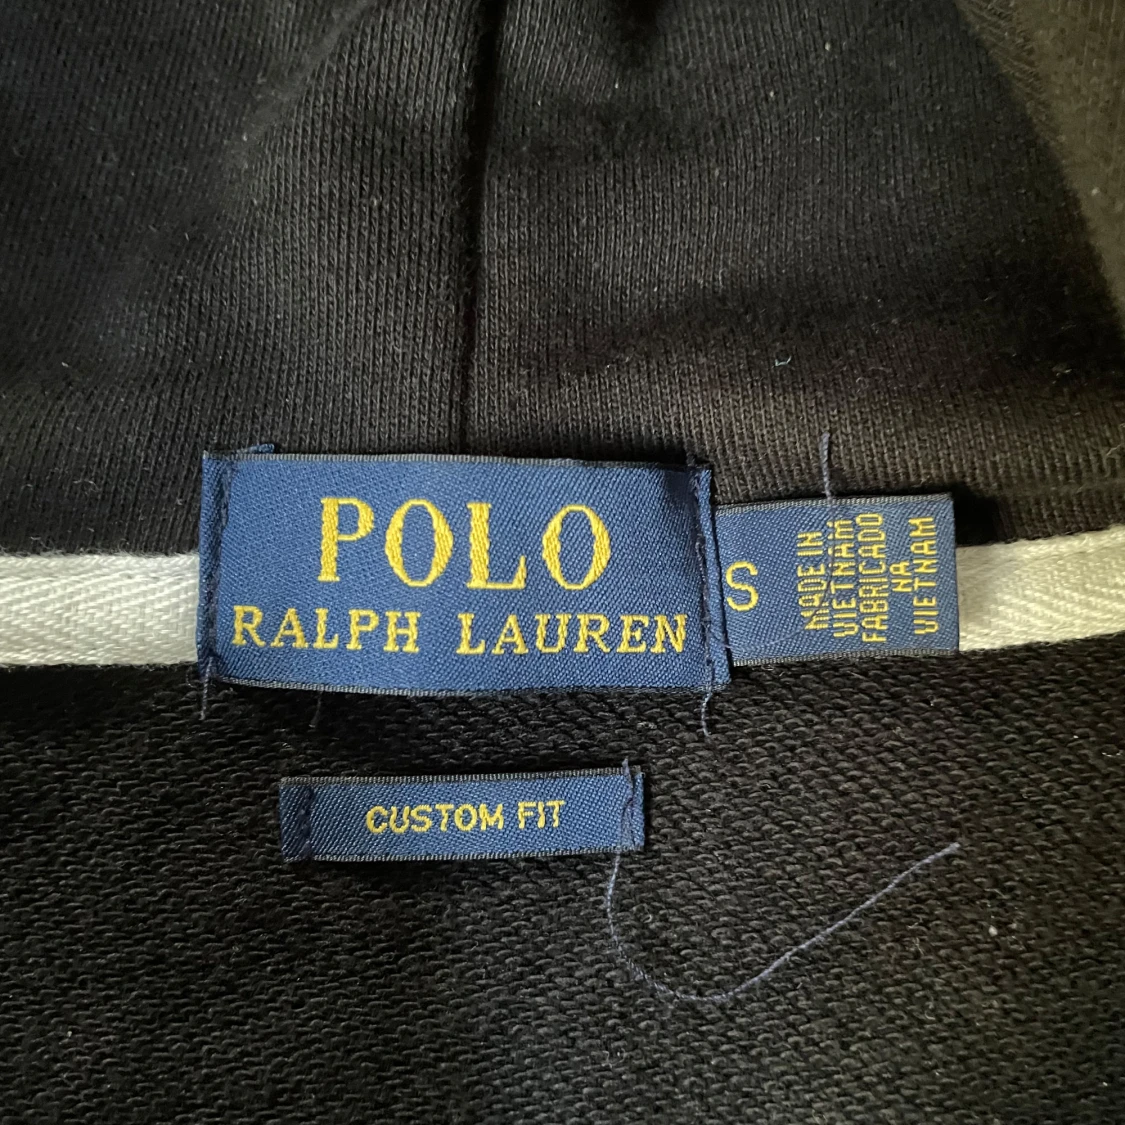 POLO
RALPH LAUREN
S
MADE IN
VIETNAM
FABRICADO
NA
VIETNAM
CUSTOM FIT